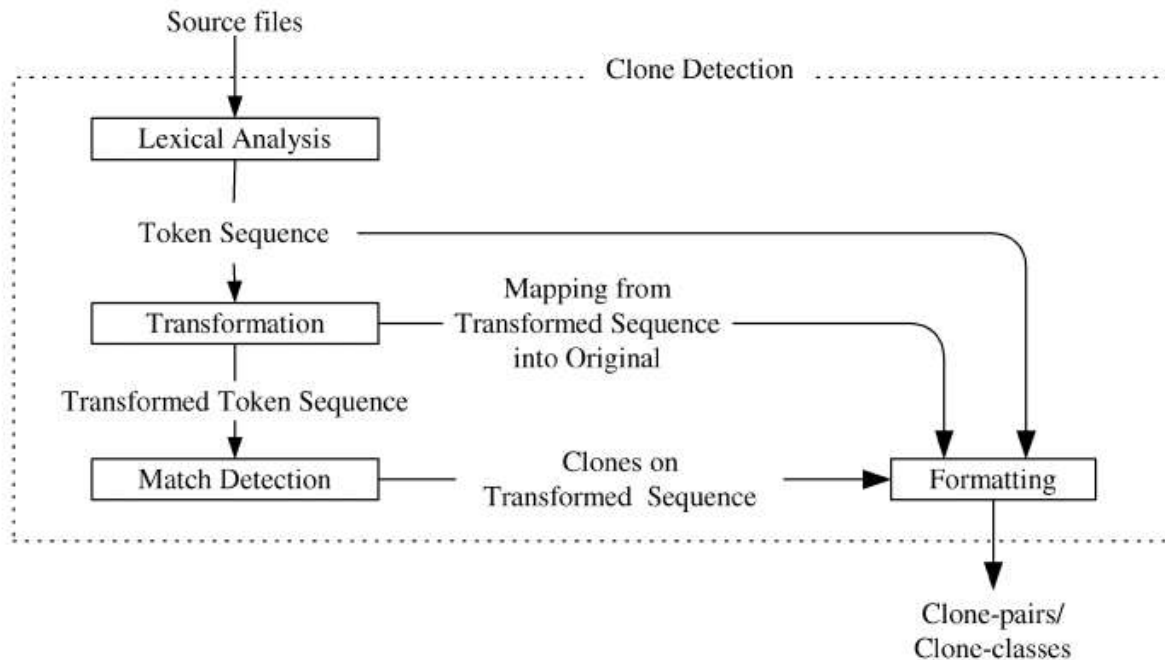 Source files
Clone Detection
Lexical Analysis
Token Sequence
Mapping from
Transformation
Transformed Sequence
into Original
Transformed Token Sequence
Clones on
Match Detection
Transformed Sequence
Formatting
Clone-pairs/
Clone-classes